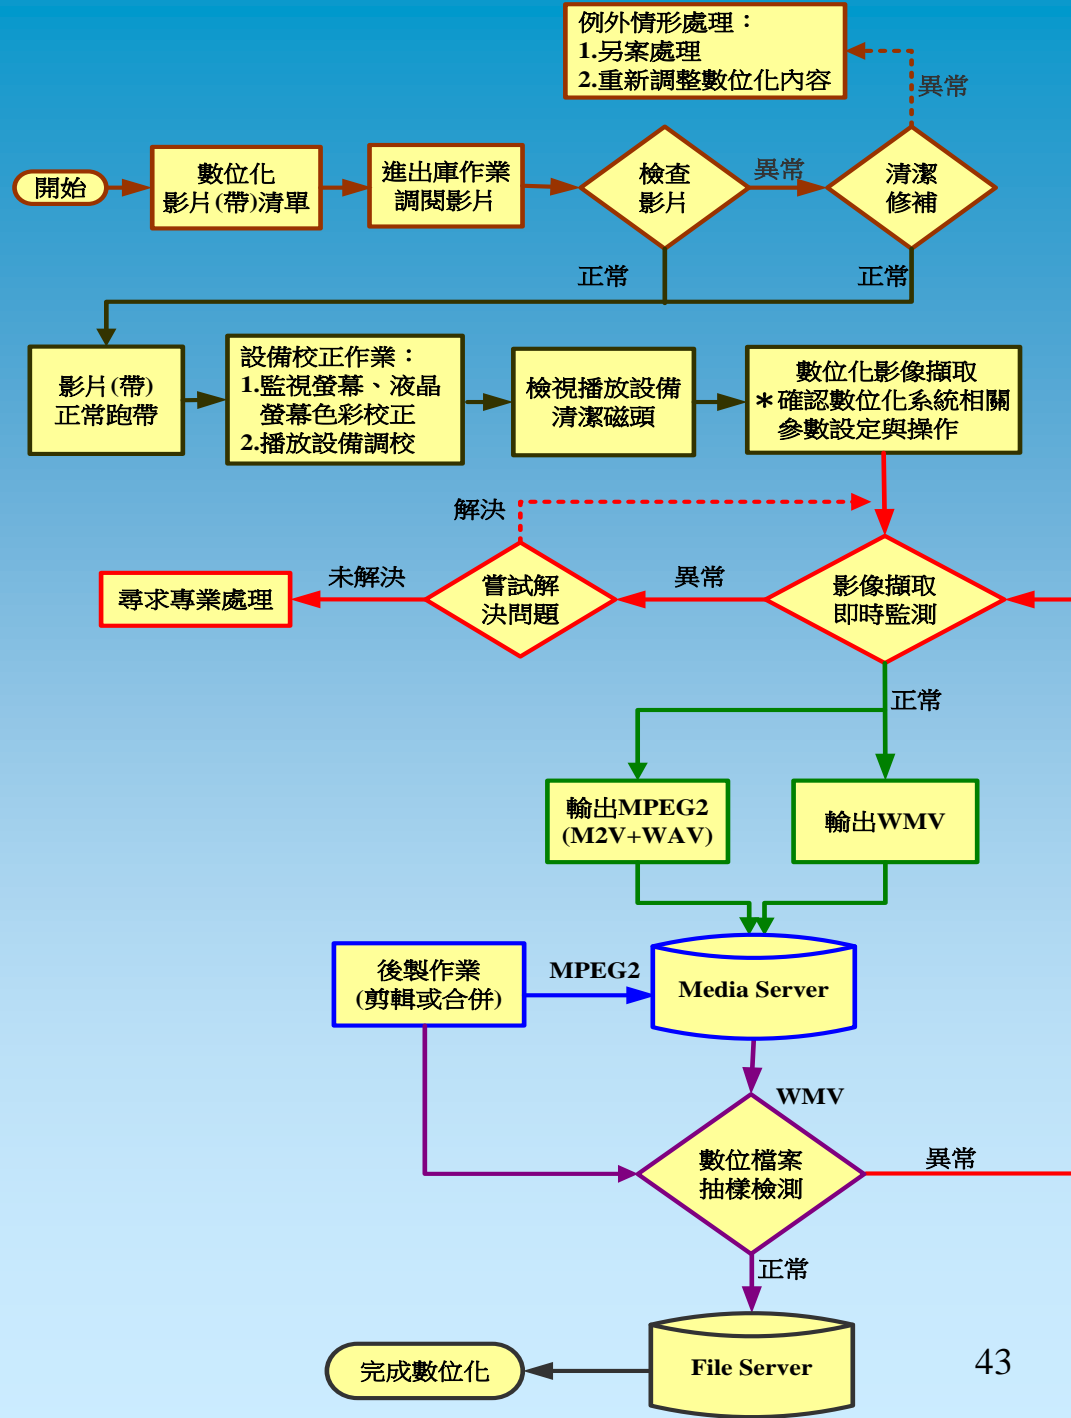 例外情形處理：
1.另案處理
2.重新調整數位化內容
異常
開始
數位化
影片(帶)清單
進出庫作業
調閱影片
檢查
影片
異常
清潔
修補
正常
正常
影片(帶)
正常跑帶
設備校正作業：
1.監視螢幕、液晶
螢幕色彩校正
2.播放設備調校
檢視播放設備
清潔磁頭
數位化影像擷取
＊確認數位化系統相關
參數設定與操作
解決
尋求專業處理
未解決
嘗試解
決問題
異常
影像擷取
即時監測
正常
輸出MPEG2
(M2V+WAV)
輸出WMV
後製作業
(剪輯或合併)
MPEG2
Media Server
WMV
數位檔案
抽樣檢測
異常
正常
完成數位化
File Server
43